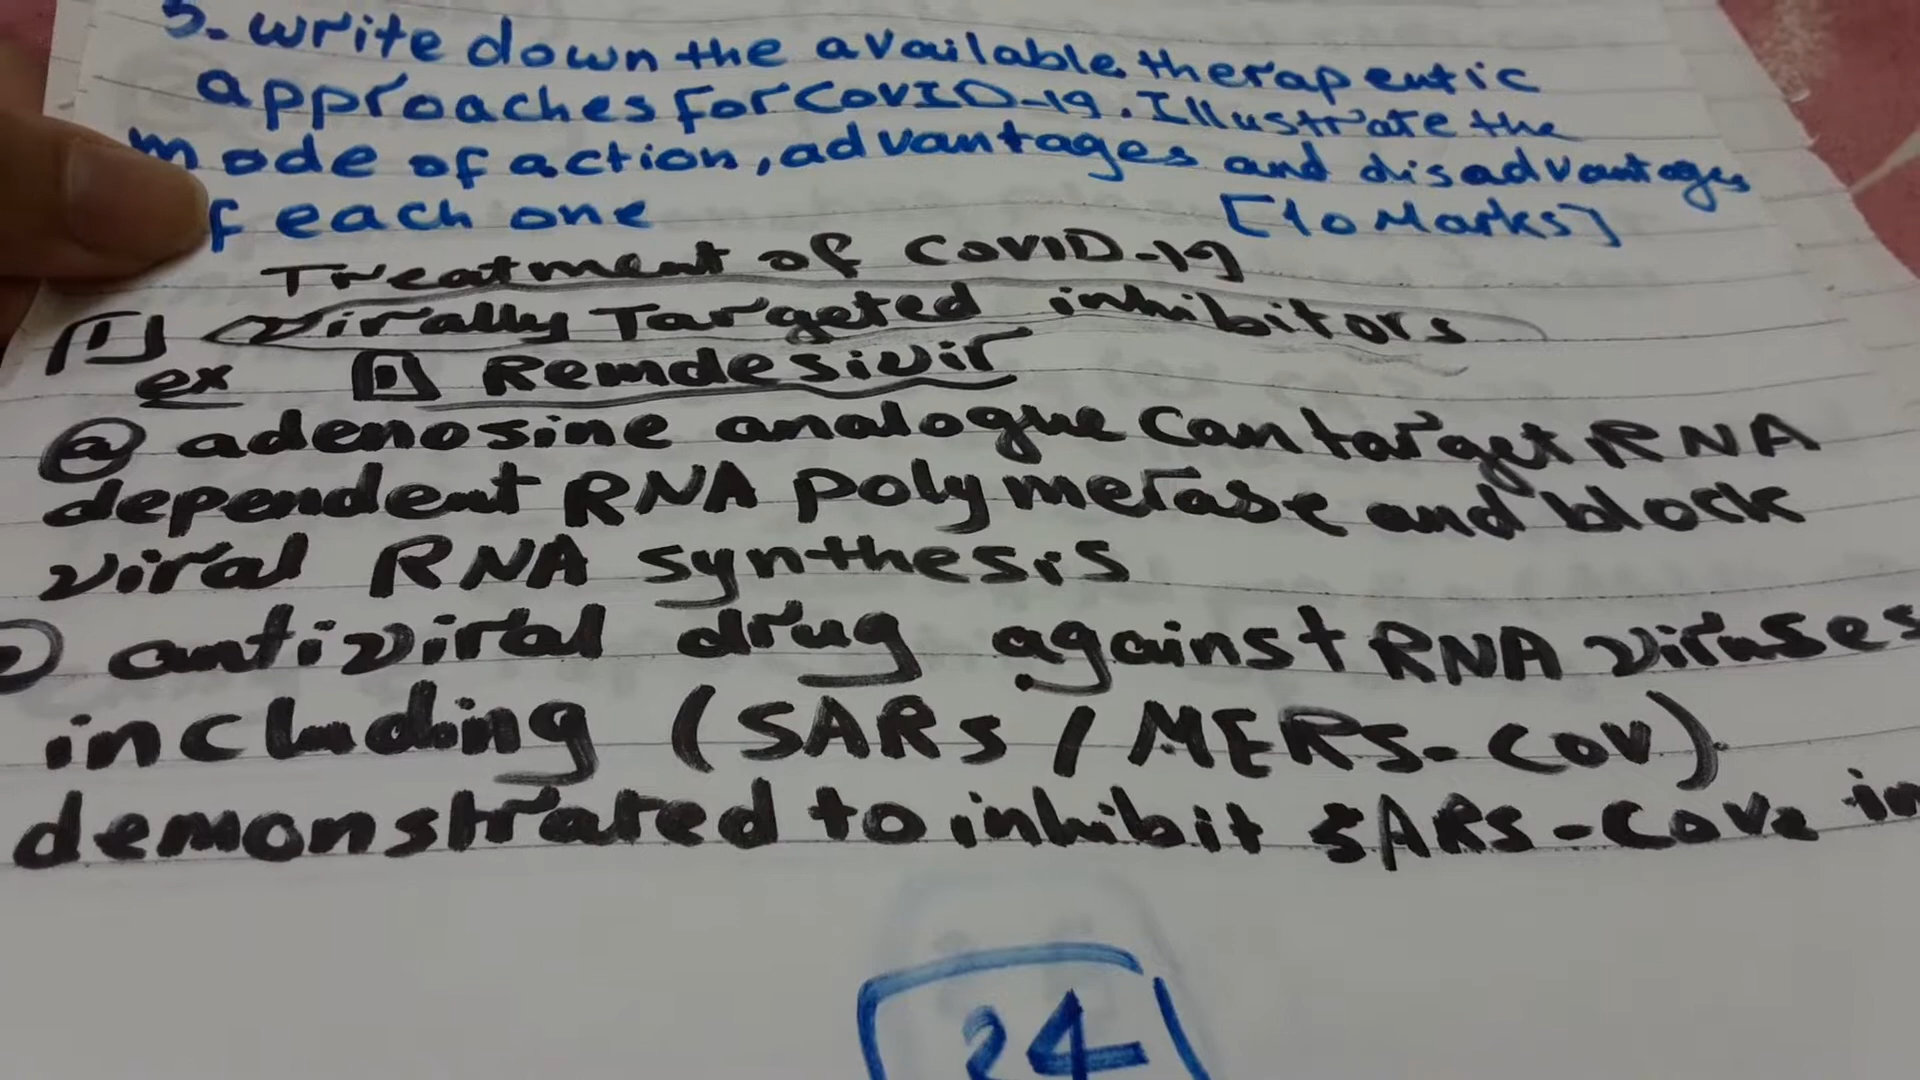 3. write down the available therapeutic
approaches for COVID-19. Illustrate the
mode of action, advantages and disadvantages
f each one [10 Marks]
Treatment of COVID-19
[1] Virally Targeted inhibitors
ex Remdesivir
ⓐ adenosine analogue can target RNA
dependent RNA polymerase and block
viral RNA synthesis
antiviral drug against RNA viruses
including (SARs / MERS-COV)
demonstrated to inhibit SARS-COV2 in
24